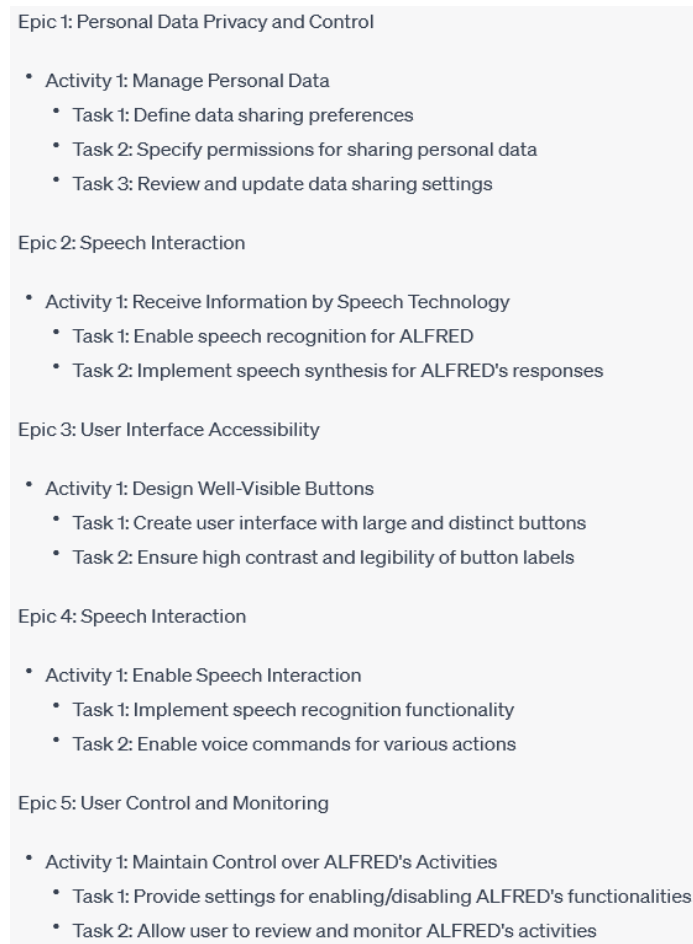 Epic 1: Personal Data Privacy and Control
• Activity 1: Manage Personal Data
• Task 1: Define data sharing preferences
• Task 2: Specify permissions for sharing personal data
• Task 3: Review and update data sharing settings
Epic 2: Speech Interaction
• Activity 1: Receive Information by Speech Technology
• Task 1: Enable speech recognition for ALFRED
• Task 2: Implement speech synthesis for ALFRED's responses
Epic 3: User Interface Accessibility
• Activity 1: Design Well-Visible Buttons
• Task 1: Create user interface with large and distinct buttons
• Task 2: Ensure high contrast and legibility of button labels
Epic 4: Speech Interaction
• Activity 1: Enable Speech Interaction
• Task 1: Implement speech recognition functionality
• Task 2: Enable voice commands for various actions
Epic 5: User Control and Monitoring
• Activity 1: Maintain Control over ALFRED's Activities
• Task 1: Provide settings for enabling/disabling ALFRED's functionalities
• Task 2: Allow user to review and monitor ALFRED's activities